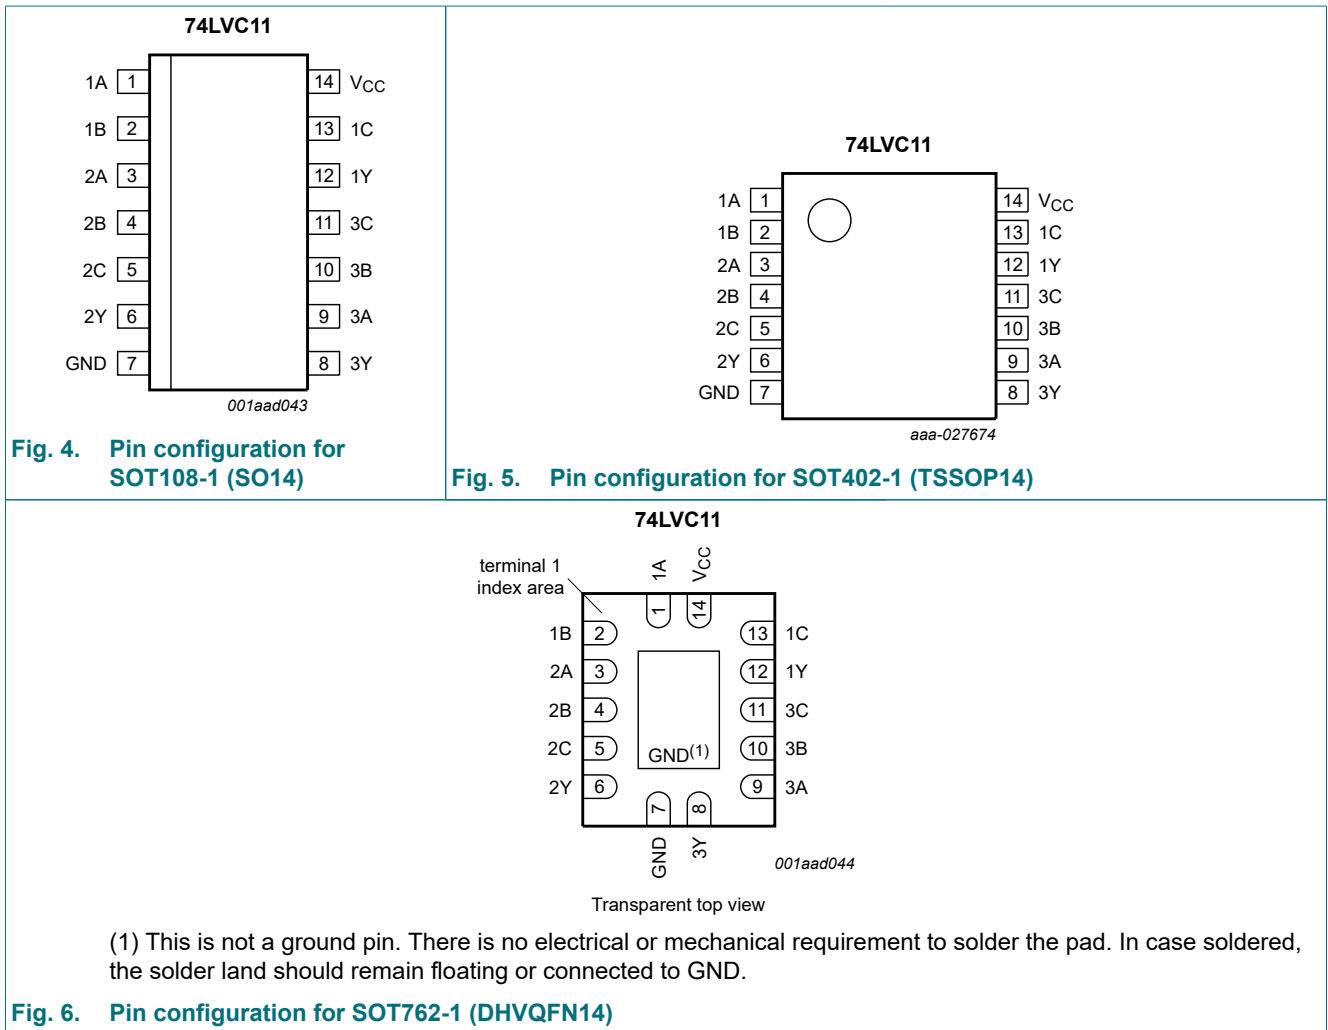 74LVC11
1A 1 14 VCC
1B 2 13 1C
2A 3 12 1Y
2B 4 11 3C
2C 5 10 3B
2Y 6 9 3A
GND 7 8 3Y
001aad043
Fig. 4. Pin configuration for
SOT108-1 (SO14)
74LVC11
1A 1 14 VCC
1B 2 13 1C
2A 3 12 1Y
2B 4 11 3C
2C 5 10 3B
2Y 6 9 3A
GND 7 8 3Y
aaa-027674
Fig. 5. Pin configuration for SOT402-1 (TSSOP14)
74LVC11
terminal 1
index area
1A VCC
1 14
1B 2 13 1C
2A 3 12 1Y
2B 4 11 3C
2C 5 GND(1) 10 3B
2Y 6 9 3A
7 8
GND 3Y
001aad044
Transparent top view
(1) This is not a ground pin. There is no electrical or mechanical requirement to solder the pad. In case soldered,
the solder land should remain floating or connected to GND.
Fig. 6. Pin configuration for SOT762-1 (DHVQFN14)